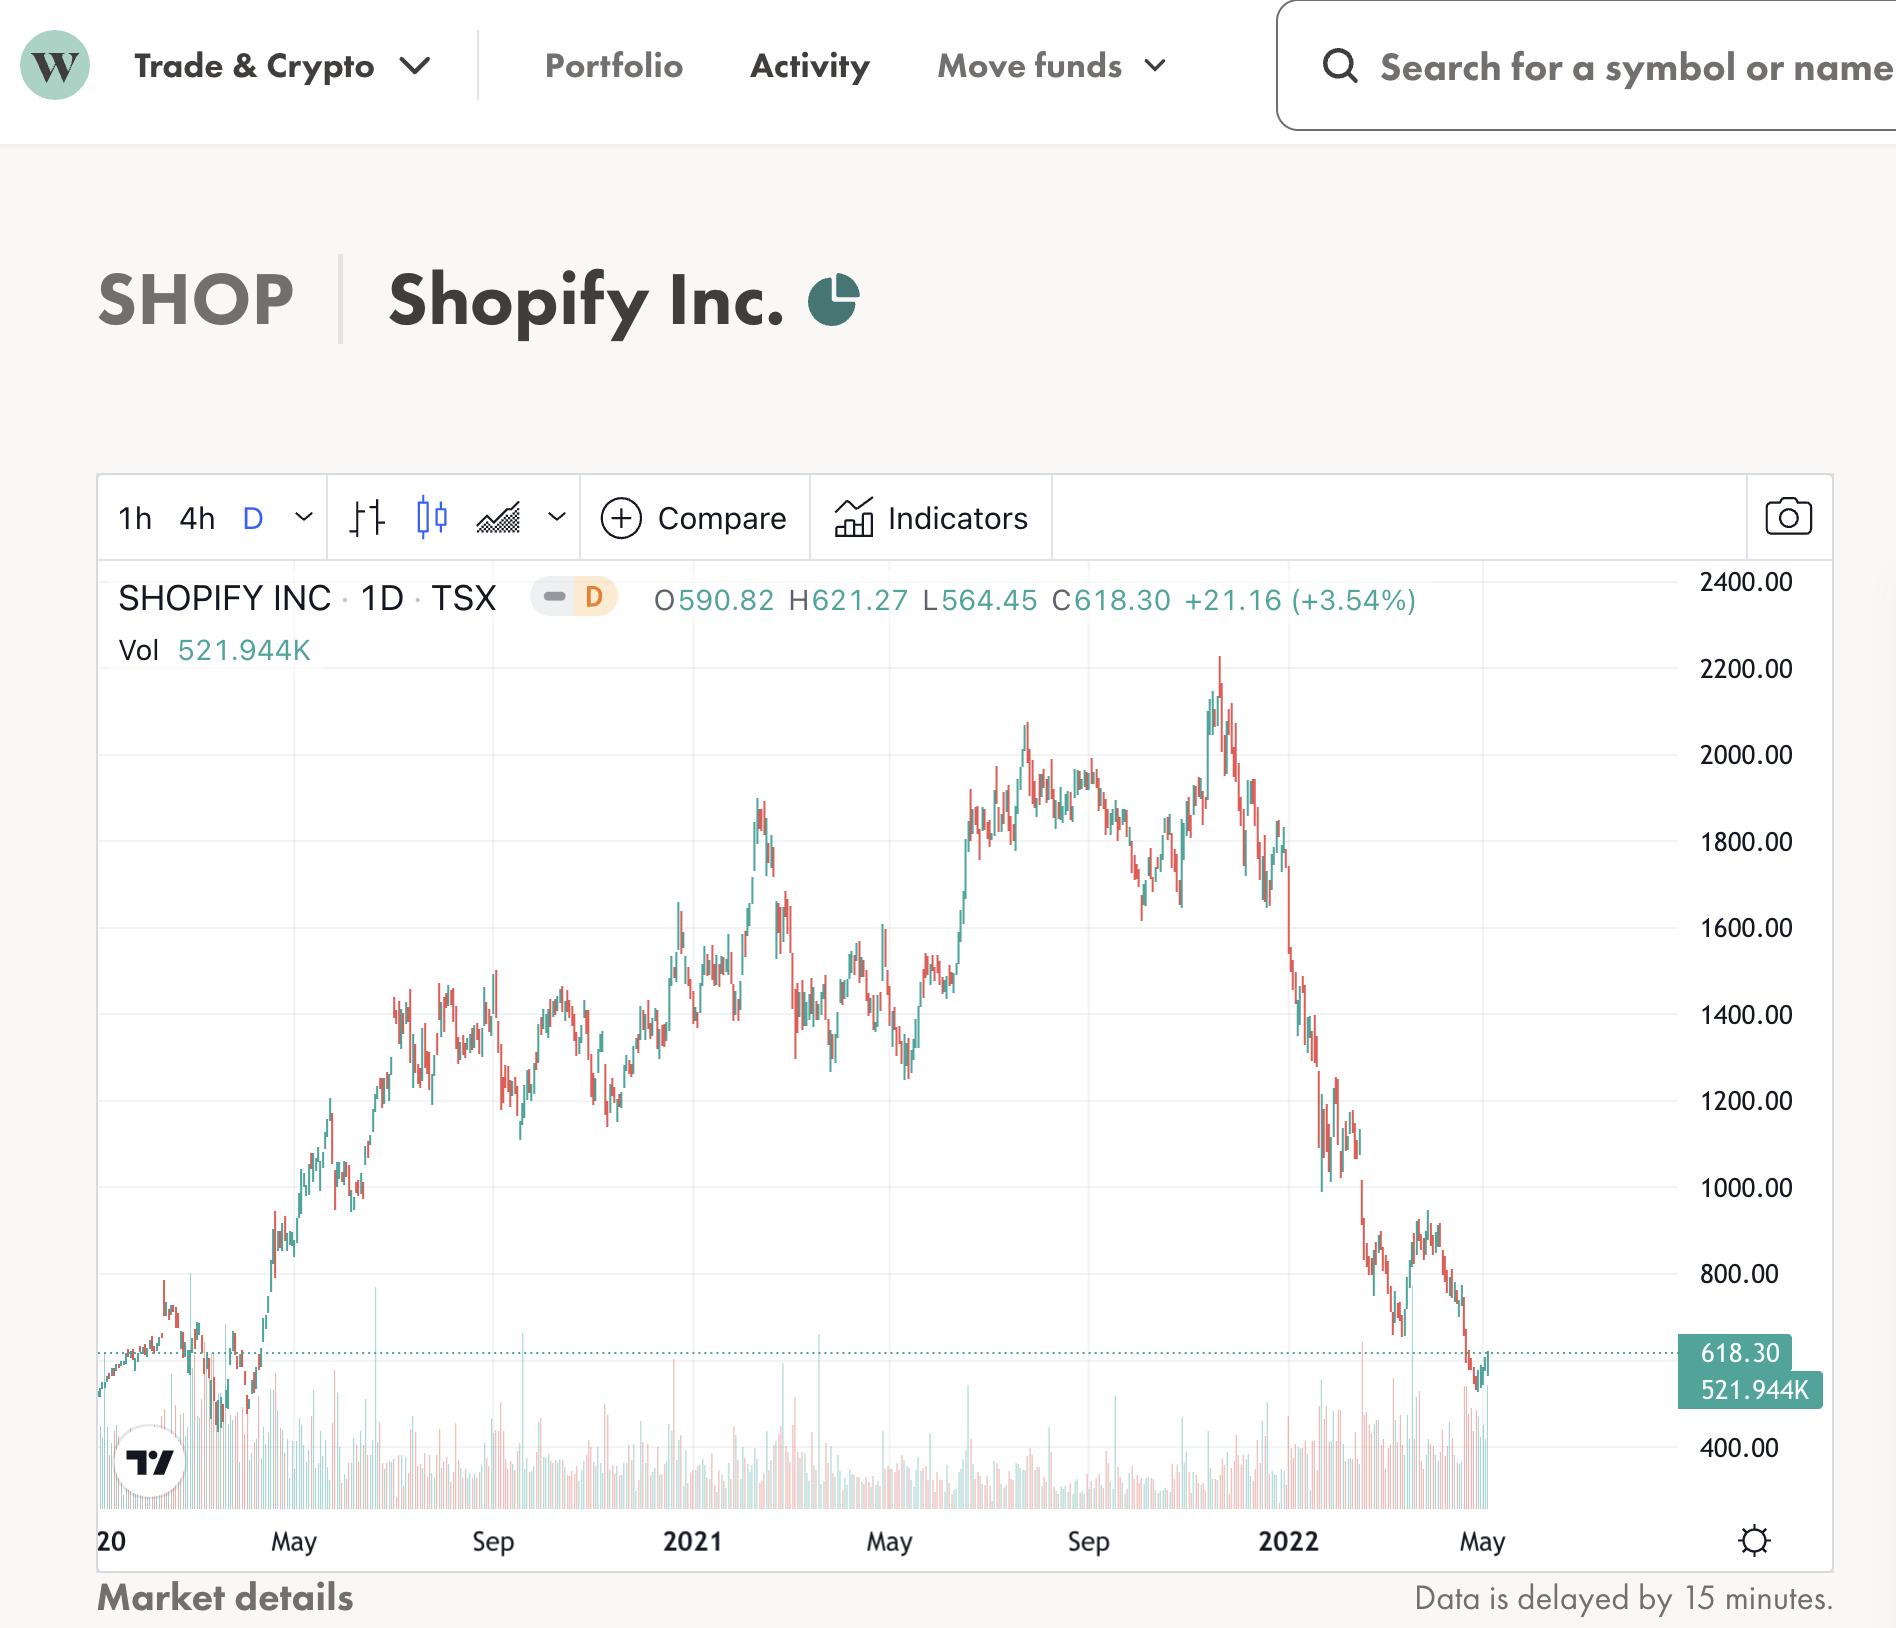 W Trade & Crypto Portfolio Activity Move funds Search for a symbol or name
SHOP Shopify Inc.
1h 4h D Compare Indicators
SHOPIFY INC · 1D · TSX D O590.82 H621.27 L564.45 C618.30 +21.16 (+3.54%)
Vol 521.944K
2400.00
2200.00
2000.00
1800.00
1600.00
1400.00
1200.00
1000.00
800.00
618.30
521.944K
400.00
20 May Sep 2021 May Sep 2022 May
Market details Data is delayed by 15 minutes.